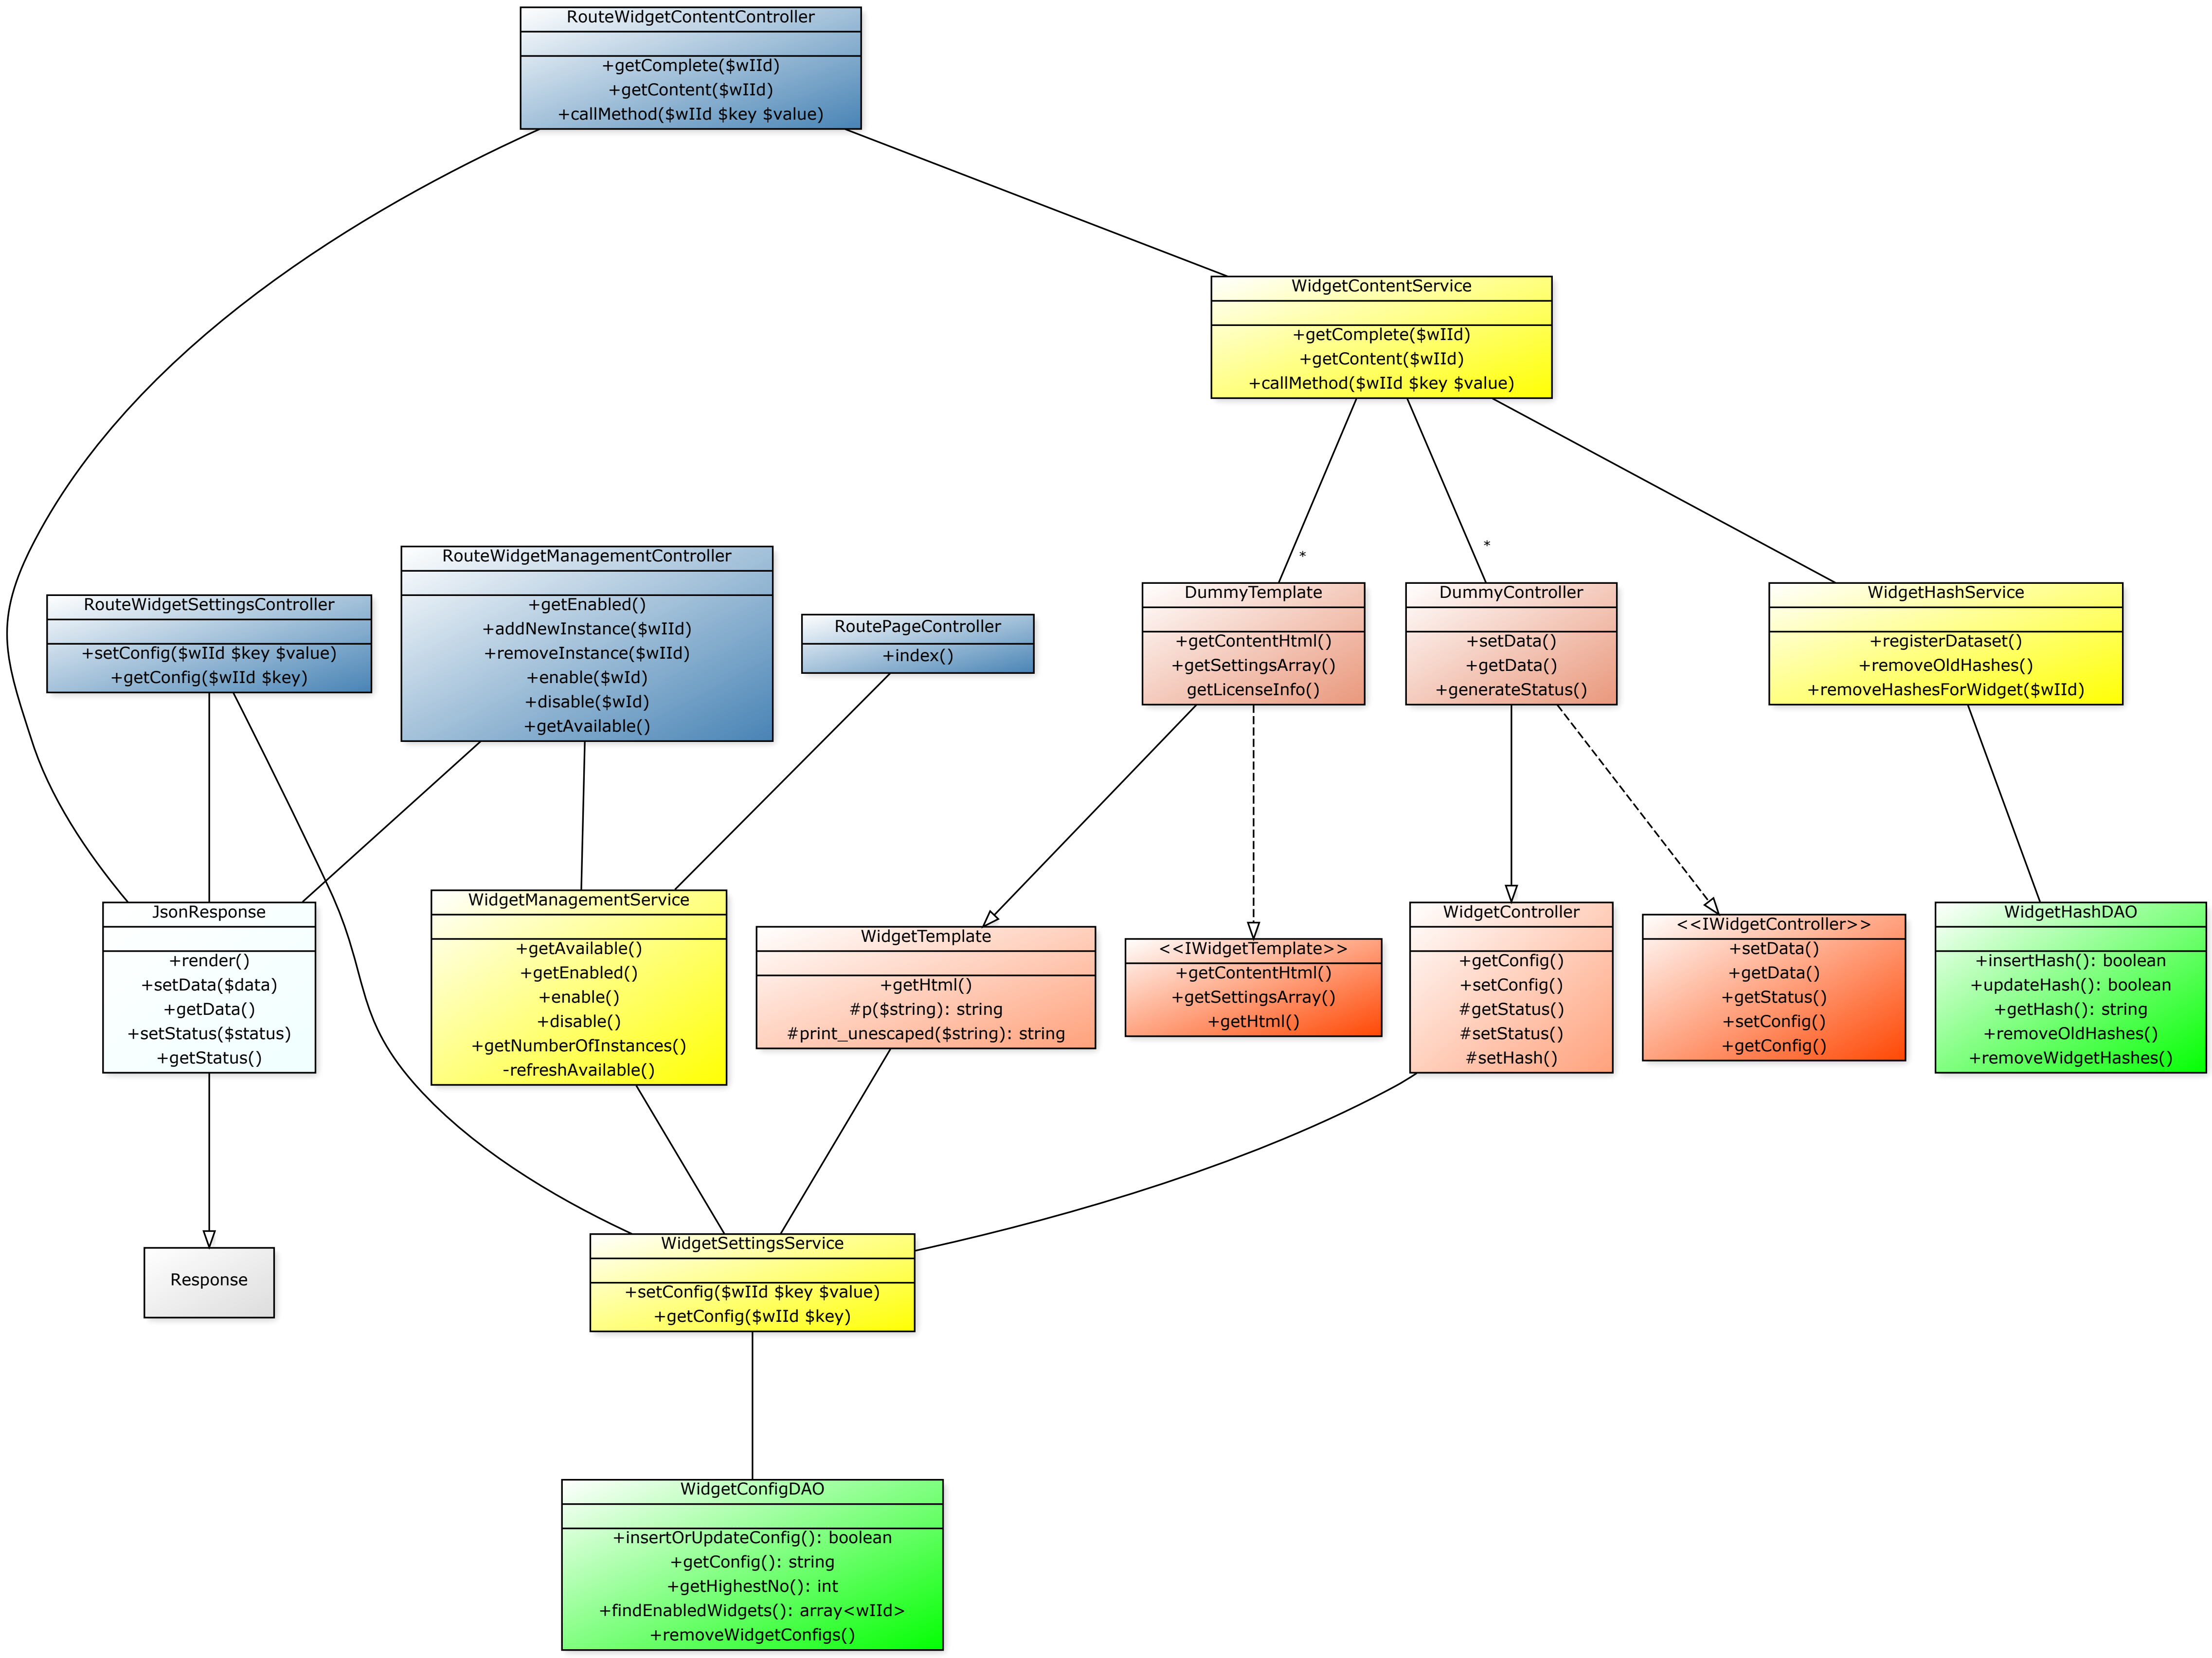 RouteWidgetContentController
+getComplete($wIId)
+getContent($wIId)
+callMethod($wIId $key $value)
WidgetContentService
+getComplete($wIId)
+getContent($wIId)
+callMethod($wIId $key $value)
*
*
RouteWidgetSettingsController
+setConfig($wIId $key $value)
+getConfig($wIId $key)
RouteWidgetManagementController
+getEnabled()
+addNewInstance($wIId)
+removeInstance($wIId)
+enable($wId)
+disable($wId)
+getAvailable()
RoutePageController
+index()
DummyTemplate
+getContentHtml()
+getSettingsArray()
getLicenseInfo()
DummyController
+setData()
+getData()
+generateStatus()
WidgetHashService
+registerDataset()
+removeOldHashes()
+removeHashesForWidget($wIId)
JsonResponse
+render()
+setData($data)
+getData()
+setStatus($status)
+getStatus()
WidgetManagementService
+getAvailable()
+getEnabled()
+enable()
+disable()
+getNumberOfInstances()
-refreshAvailable()
WidgetTemplate
+getHtml()
#p($string): string
#print_unescaped($string): string
<<IWidgetTemplate>>
+getContentHtml()
+getSettingsArray()
+getHtml()
WidgetController
+getConfig()
+setConfig()
#getStatus()
#setStatus()
#setHash()
<<IWidgetController>>
+setData()
+getData()
+getStatus()
+setConfig()
+getConfig()
WidgetHashDAO
+insertHash(): boolean
+updateHash(): boolean
+getHash(): string
+removeOldHashes()
+removeWidgetHashes()
Response
WidgetSettingsService
+setConfig($wIId $key $value)
+getConfig($wIId $key)
WidgetConfigDAO
+insertOrUpdateConfig(): boolean
+getConfig(): string
+getHighestNo(): int
+findEnabledWidgets(): array<wIId>
+removeWidgetConfigs()